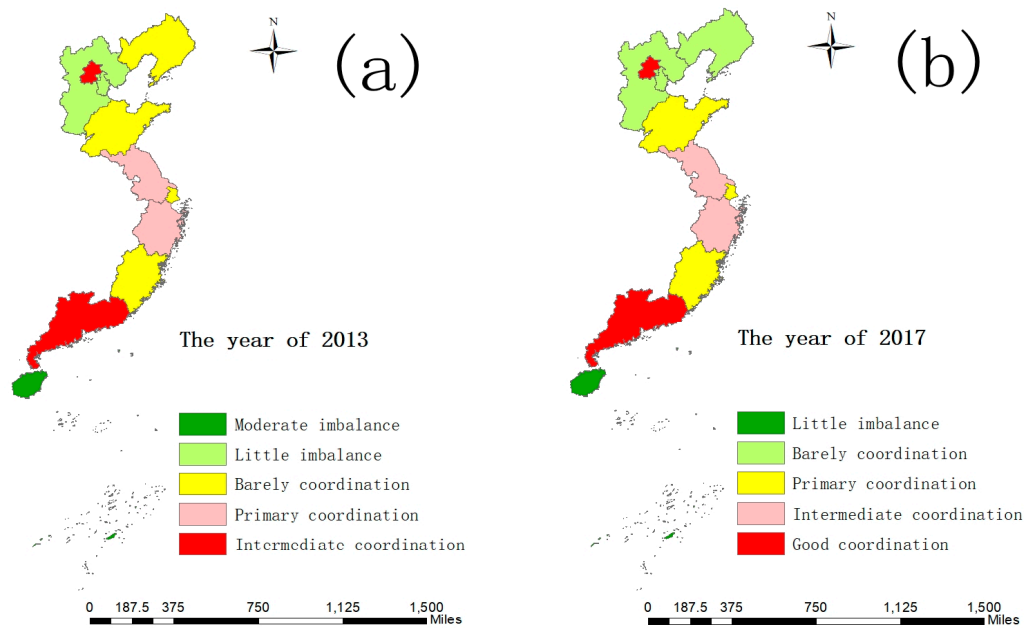 N
(a)
The year of 2013
Moderate imbalance
Little imbalance
Barely coordination
Primary coordination
Intermediate coordination
0 187.5 375 750 1,125 1,500
Miles
N
(b)
The year of 2017
Little imbalance
Barely coordination
Primary coordination
Intermediate coordination
Good coordination
0 187.5 375 750 1,125 1,500
Miles